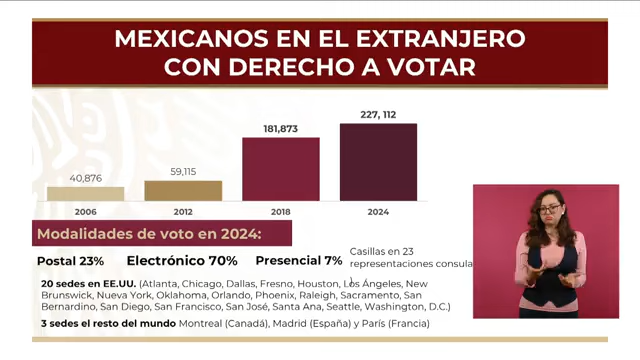 MEXICANOS EN EL EXTRANJERO
CON DERECHO A VOTAR
227, 112
181,873
59,115
40,876
2006 2012 2018 2024
Modalidades de voto en 2024:
Postal 23% Electrónico 70% Presencial 7% Casillas en 23
representaciones consula
)
20 sedes en EE.UU. (Atlanta, Chicago, Dallas, Fresno, Houston, Los Ángeles, New
Brunswick, Nueva York, Oklahoma, Orlando, Phoenix, Raleigh, Sacramento, San
Bernardino, San Diego, San Francisco, San José, Santa Ana, Seattle, Washington, D.C.)
3 sedes el resto del mundo Montreal (Canadá), Madrid (España) y París (Francia)